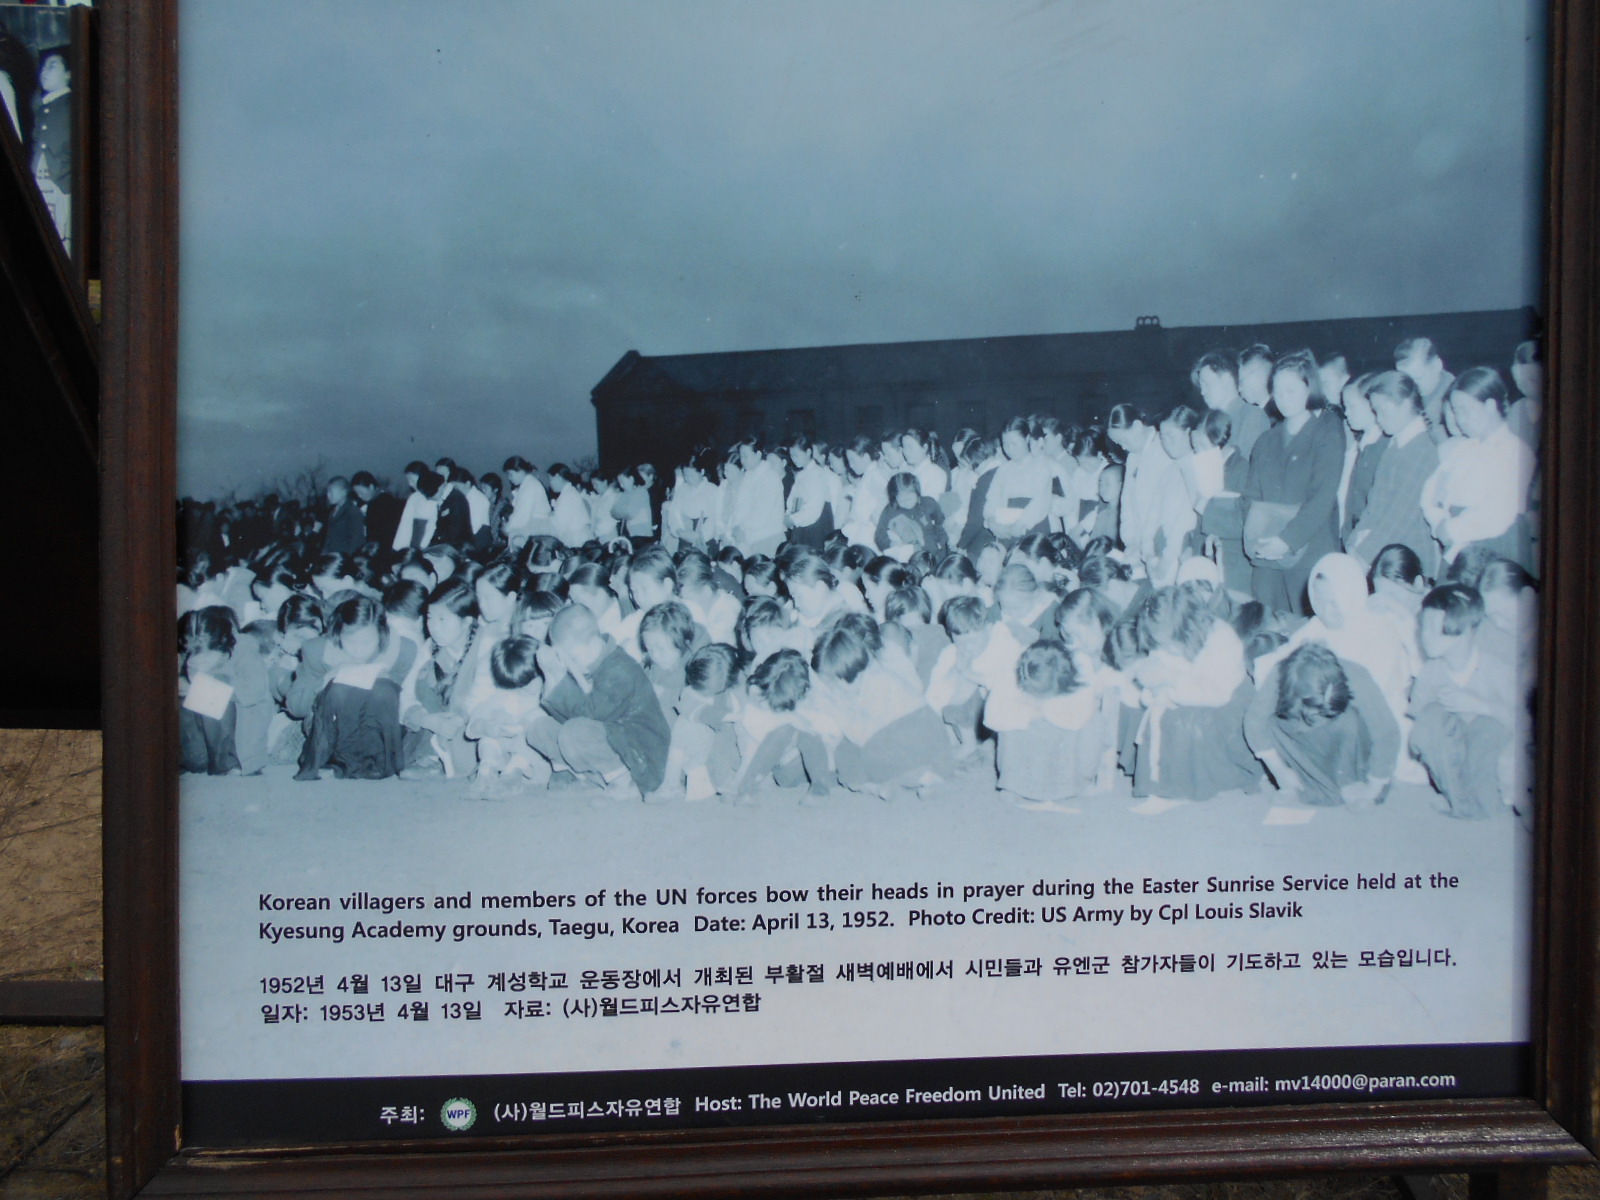 Korean villagers and members of the UN forces bow their heads in prayer during the Easter Sunrise Service held at the
Kyesung Academy grounds, Taegu, Korea Date: April 13, 1952. Photo Credit: US Army by Cpl Louis Slavik
1952년 4월 13일 대구 계성학교 운동장에서 개최된 부활절 새벽예배에서 시민들과 유엔군 참가자들이 기도하고 있는 모습입니다.
일자: 1953년 4월 13일 자료: (사)월드피스자유연합
주최: WPF (사)월드피스자유연합 Host: The World Peace Freedom United Tel: 02)701-4548 e-mail: mv14000@paran.com